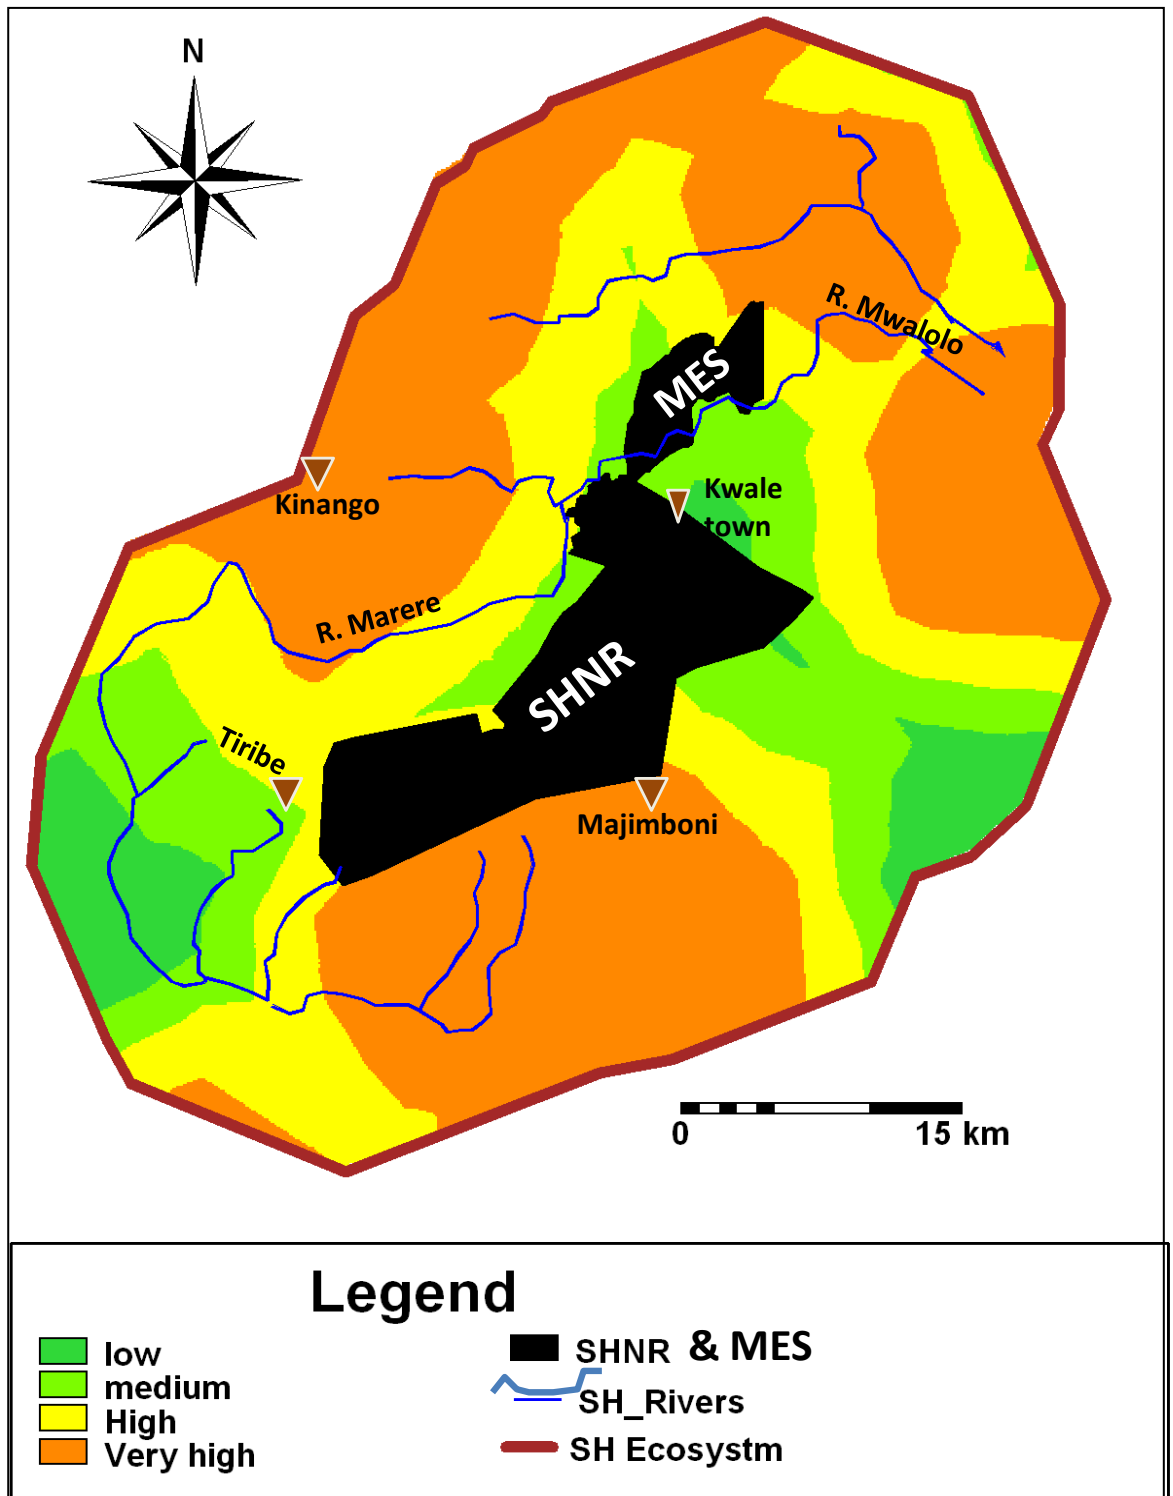 N
R. Mwalolo
MES
Kinango
Kwale
town
R. Marere
SHNR
Tiribe
Majimboni
0 15 km
Legend
low
medium
High
Very high
SHNR & MES
SH_Rivers
SH Ecosystm